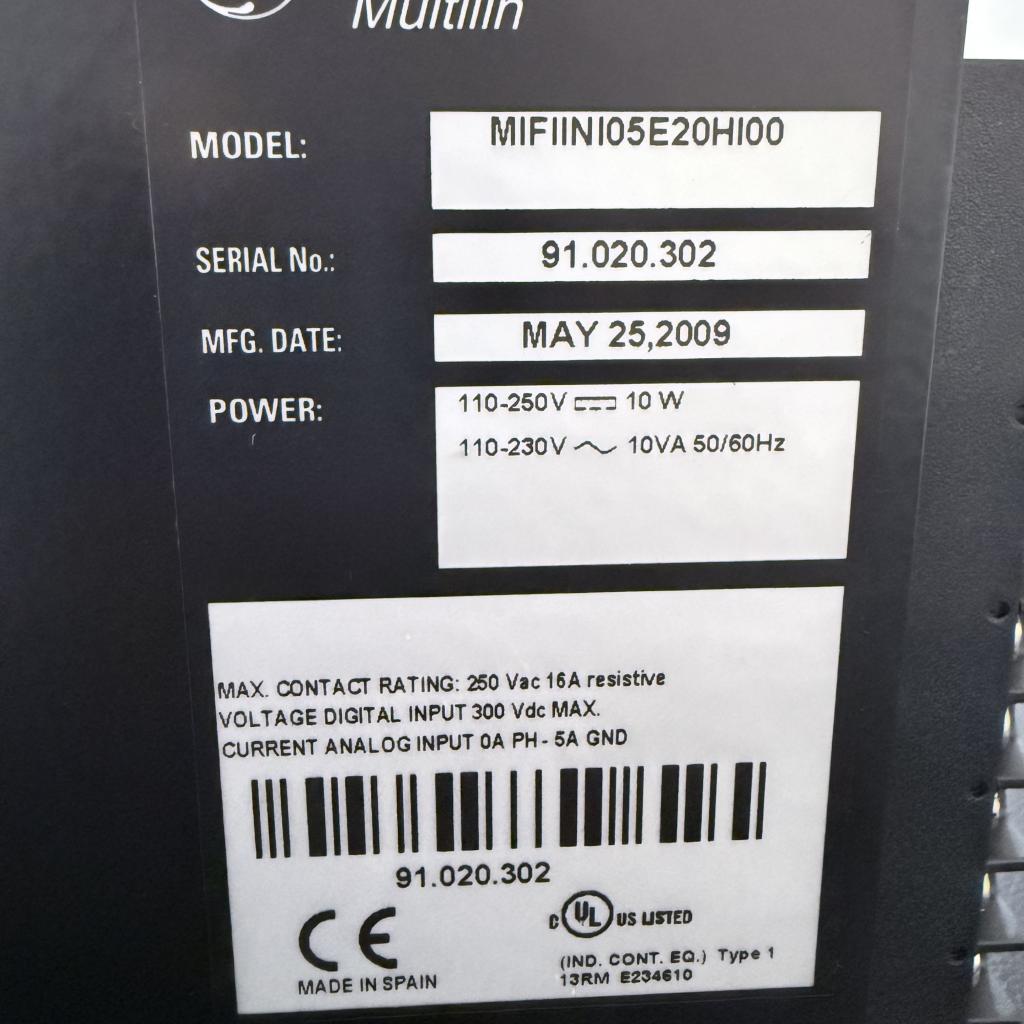 Multilin
MODEL: MIFIINI05E20HI00
SERIAL No.: 91.020.302
MFG. DATE: MAY 25,2009
POWER: 110-250V 10 W
110-230V 10VA 50/60Hz
MAX. CONTACT RATING: 250 Vac 16A resistive
VOLTAGE DIGITAL INPUT 300 Vdc MAX.
CURRENT ANALOG INPUT 0A PH - 5A GND
91.020.302
CE
C UL US LISTED
MADE IN SPAIN
(IND. CONT. EQ.) Type 1
13RM E234610